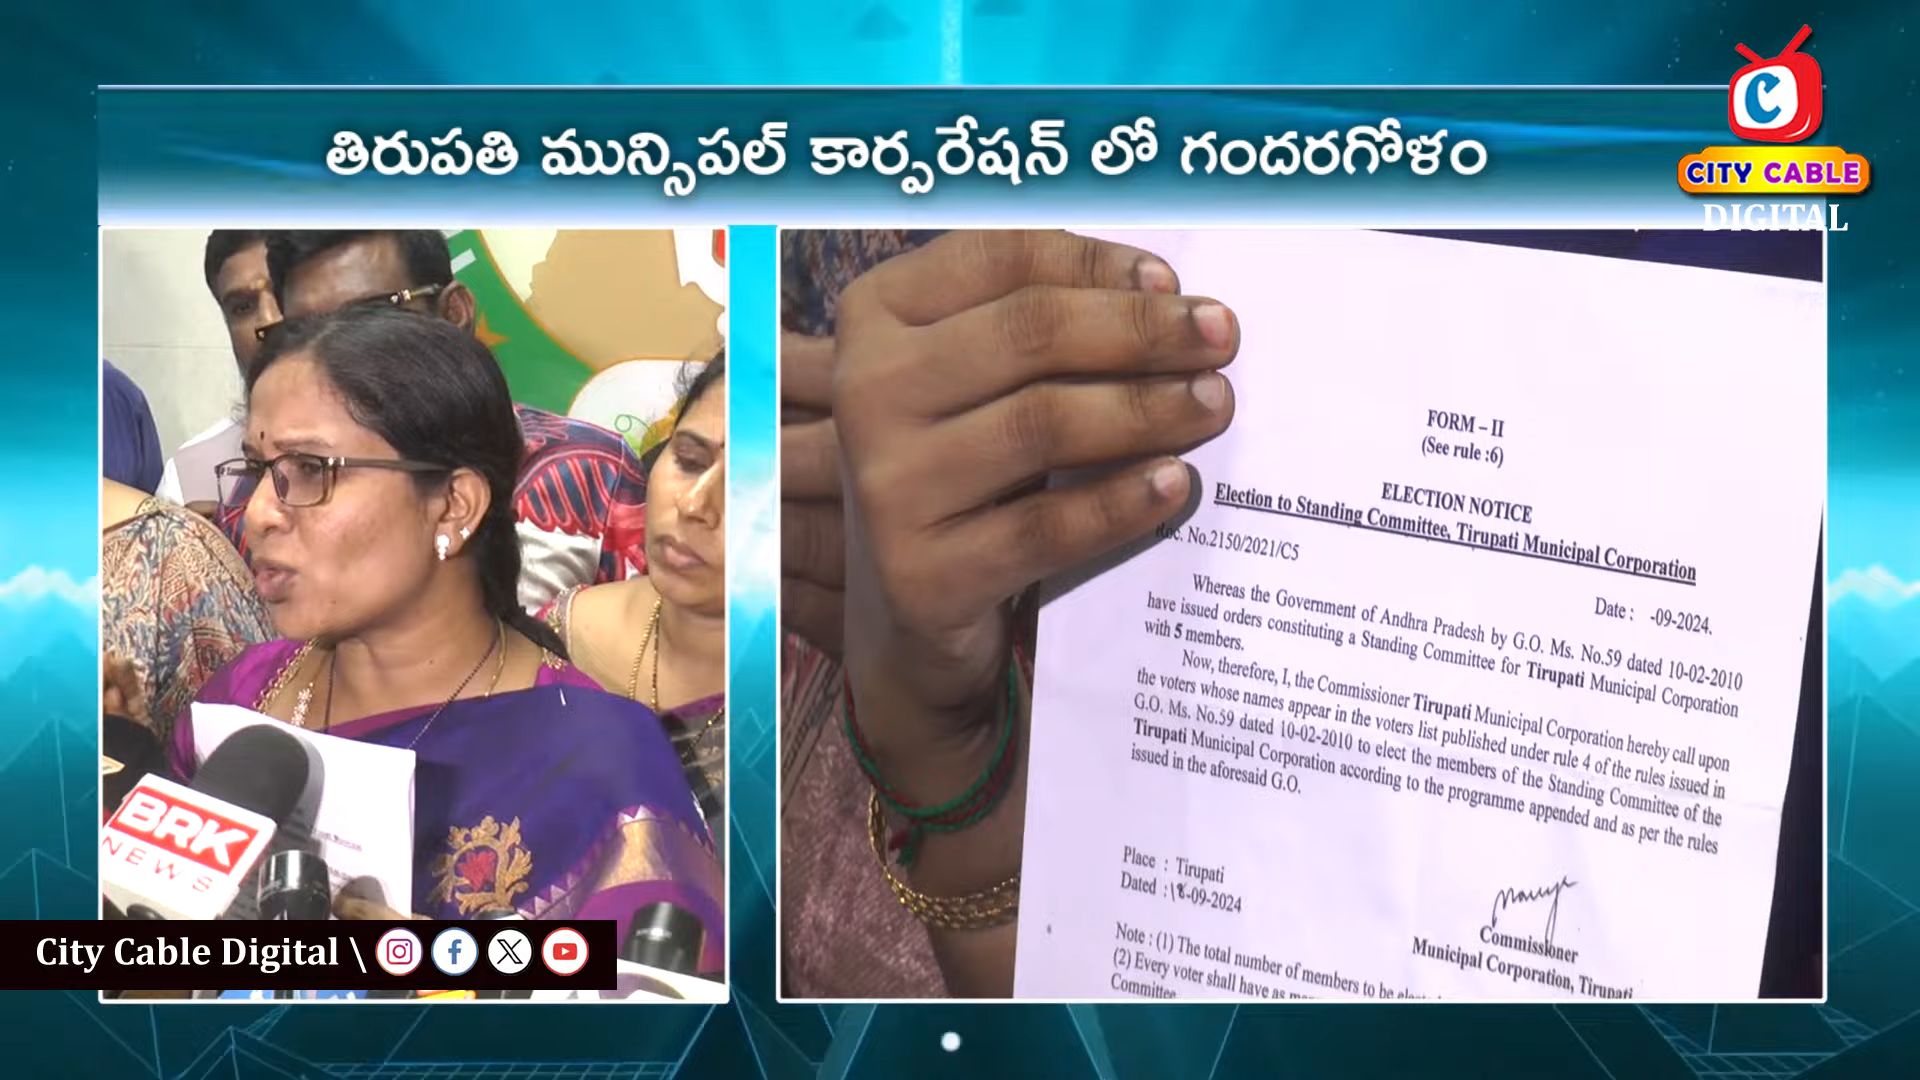 తిరుపతి మున్సిపల్ కార్పరేషన్ లో గందరగోళం
C
CITY CABLE
DIGITAL
BRK
NEWS
City Cable Digital \
FORM – II
(See rule :6)
ELECTION NOTICE
Election to Standing Committee, Tirupati Municipal Corporation
No.2150/2021/C5
Date : -09-2024.
Whereas the Government of Andhra Pradesh by G.O. Ms. No.59 dated 10-02-2010
have issued orders constituting a Standing Committee for Tirupati Municipal Corporation
with 5 members.
Now, therefore, I, the Commissioner Tirupati Municipal Corporation hereby call upon
the voters whose names appear in the voters list published under rule 4 of the rules issued in
G.O. Ms. No.59 dated 10-02-2010 to elect the members of the Standing Committee of the
Tirupati Municipal Corporation according to the programme appended and as per the rules
issued in the aforesaid G.O.
Place : Tirupati
Dated :18-09-2024
Commissioner
Municipal Corporation, Tirupati
Note : (1) The total number of members to be
(2) Every voter shall have as
Committee